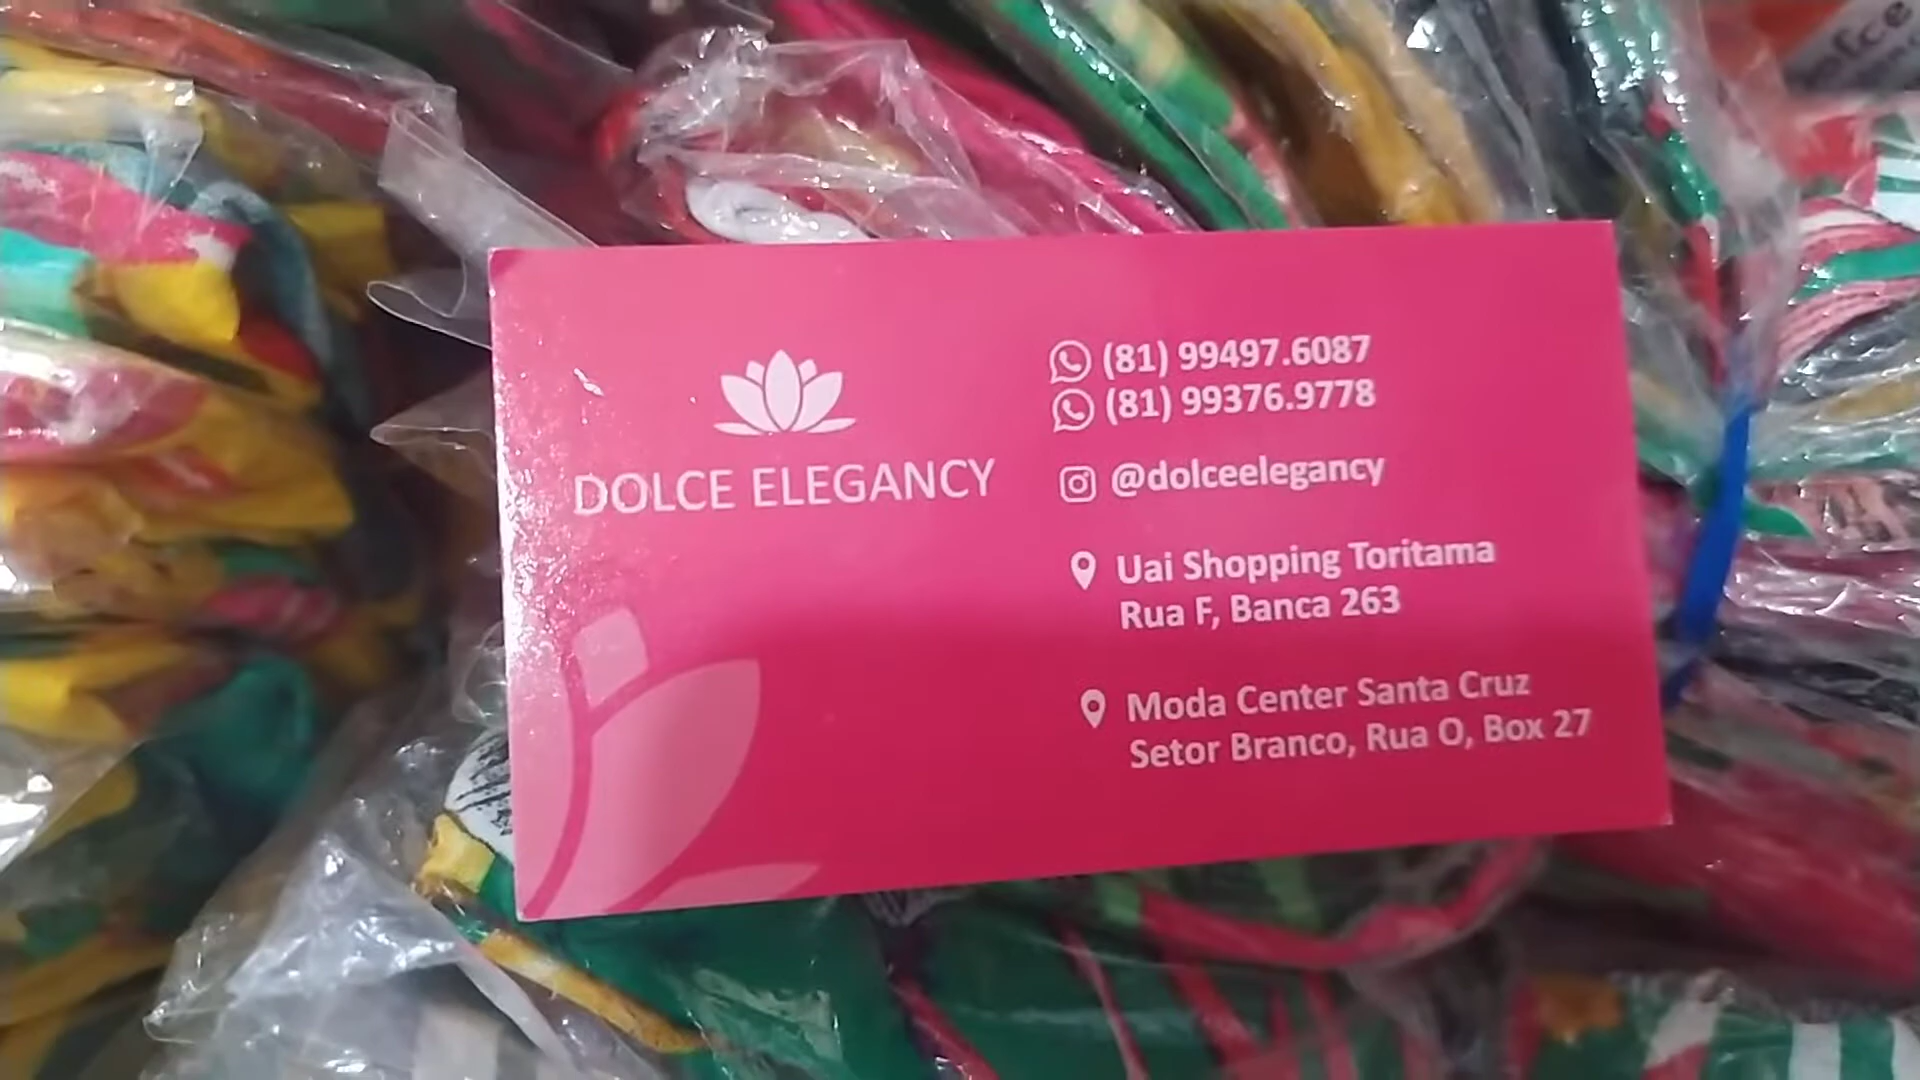 DOLCE ELEGANCY
(81) 99497.6087
(81) 99376.9778
@dolceelegancy
Uai Shopping Toritama
Rua F, Banca 263
Moda Center Santa Cruz
Setor Branco, Rua O, Box 27